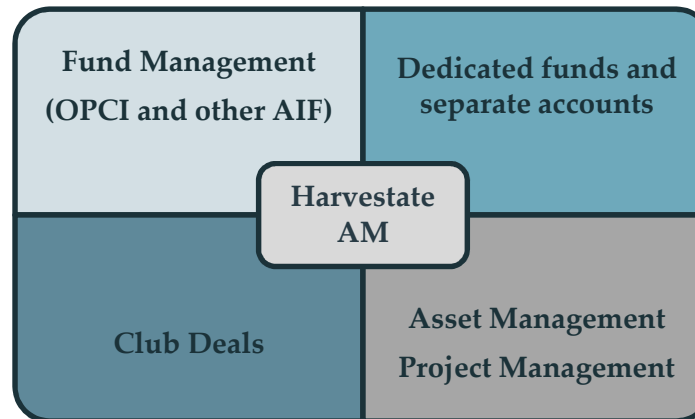 Fund Management
(OPCI and other AIF)
Dedicated funds and
separate accounts
Harvestate
AM
Club Deals
Asset Management
Project Management